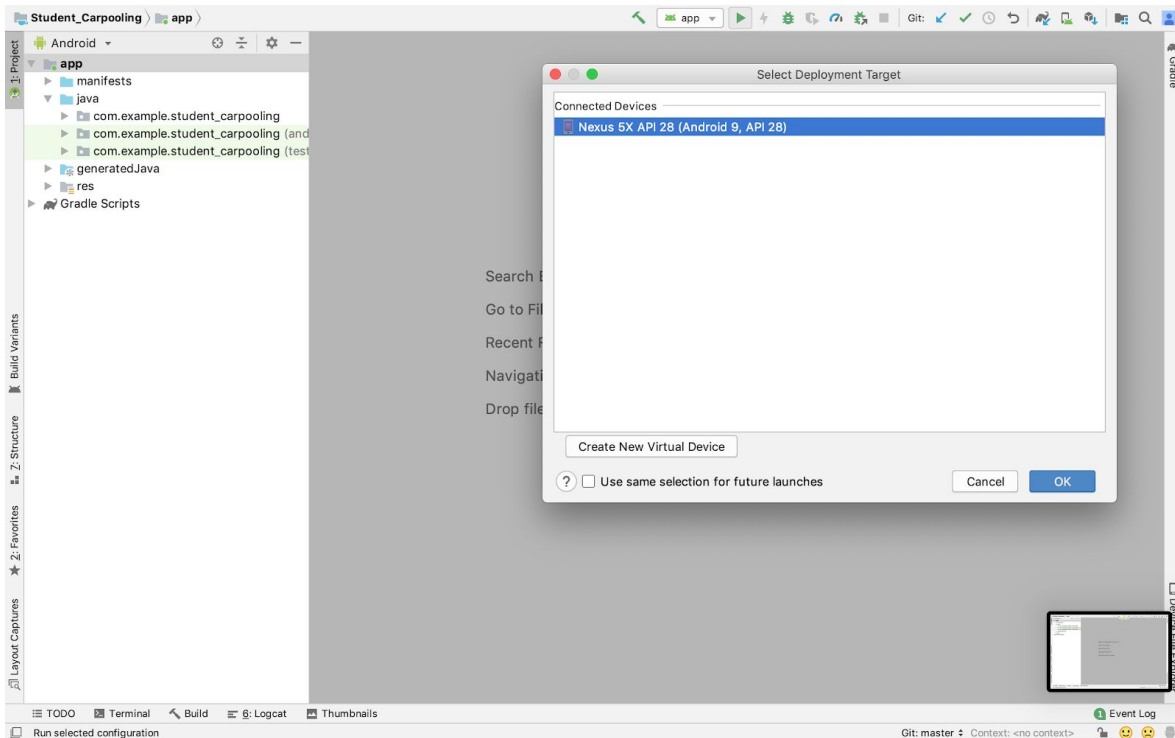 Student_Carpooling
app
app
Git:
Android
app
manifests
java
com.example.student_carpooling
com.example.student_carpooling (and
com.example.student_carpooling (test
generatedJava
res
Gradle Scripts
1: Project
Build Variants
7: Structure
2: Favorites
Layout Captures
Gradle
Search
Go to Fil
Recent
Navigati
Drop file
Select Deployment Target
Connected Devices
Nexus 5X API 28 (Android 9, API 28)
Create New Virtual Device
? Use same selection for future launches
Cancel
OK
TODO
Terminal
Build
6: Logcat
Thumbnails
1 Event Log
Run selected configuration
Git: master
Context: <no context>